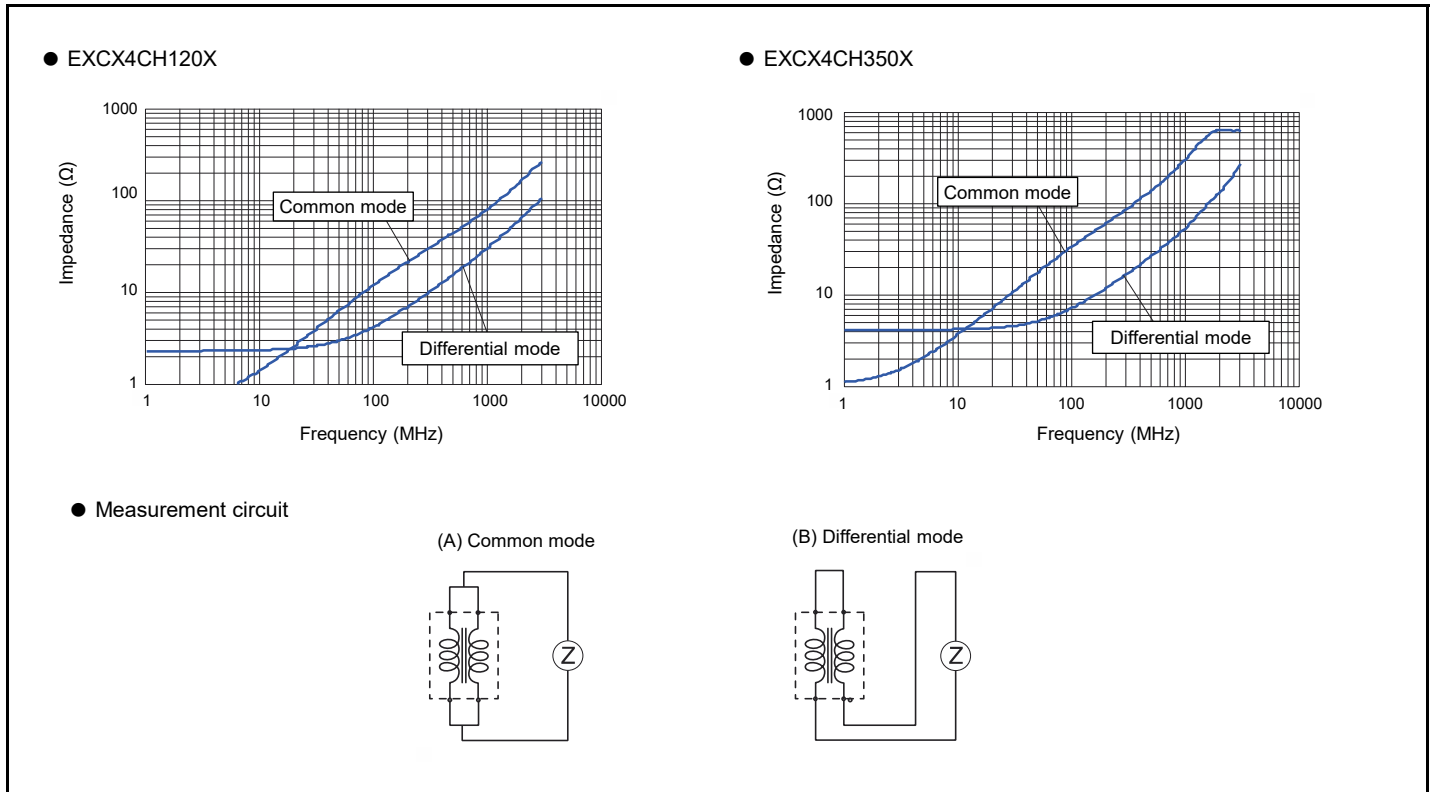 ● EXCX4CH120X
1000
100
10
1
Impedance (Ω)
Common mode
Differential mode
1 10 100 1000 10000
Frequency (MHz)
● EXCX4CH350X
1000
100
10
1
Impedance (Ω)
Common mode
Differential mode
1 10 100 1000 10000
Frequency (MHz)
● Measurement circuit
(A) Common mode
Z
(B) Differential mode
Z